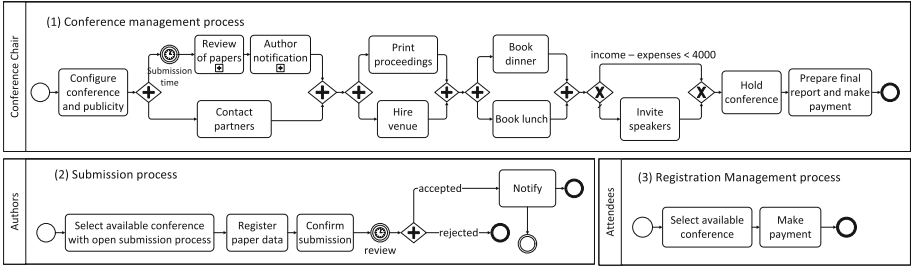 Conference Chair
(1) Conference management process
Configure
conference
and publicity
Submission
time
Review
of papers
Author
notification
Contact
partners
Print
proceedings
Hire
venue
Book
dinner
Book lunch
income – expenses < 4000
X
Invite
speakers
X
Hold
conference
Prepare final
report and make
payment
Authors
(2) Submission process
Select available conference
with open submission process
Register
paper data
Confirm
submission
review
accepted
rejected
Notify
Attendees
(3) Registration Management process
Select available
conference
Make
payment